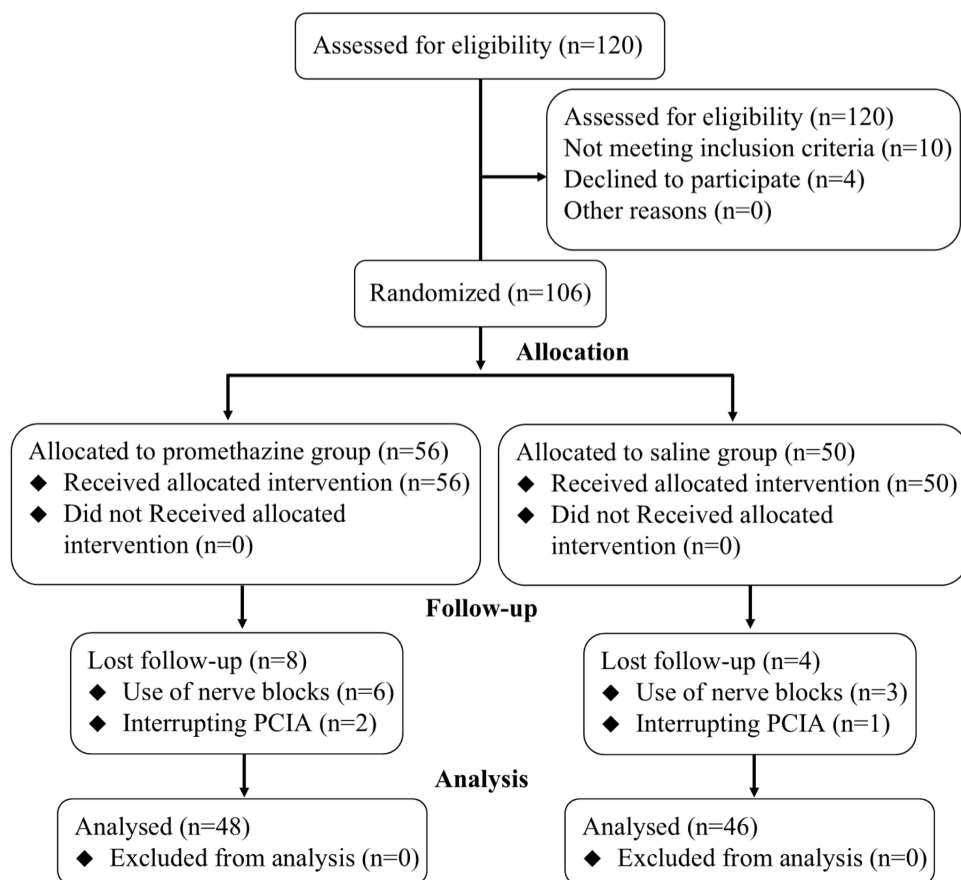 Assessed for eligibility (n=120)
Assessed for eligibility (n=120)
Not meeting inclusion criteria (n=10)
Declined to participate (n=4)
Other reasons (n=0)
Randomized (n=106)
Allocation
Allocated to promethazine group (n=56)
◆ Received allocated intervention (n=56)
◆ Did not Received allocated
intervention (n=0)
Allocated to saline group (n=50)
◆ Received allocated intervention (n=50)
◆ Did not Received allocated
intervention (n=0)
Follow-up
Lost follow-up (n=8)
◆ Use of nerve blocks (n=6)
◆ Interrupting PCIA (n=2)
Lost follow-up (n=4)
◆ Use of nerve blocks (n=3)
◆ Interrupting PCIA (n=1)
Analysis
Analysed (n=48)
◆ Excluded from analysis (n=0)
Analysed (n=46)
◆ Excluded from analysis (n=0)